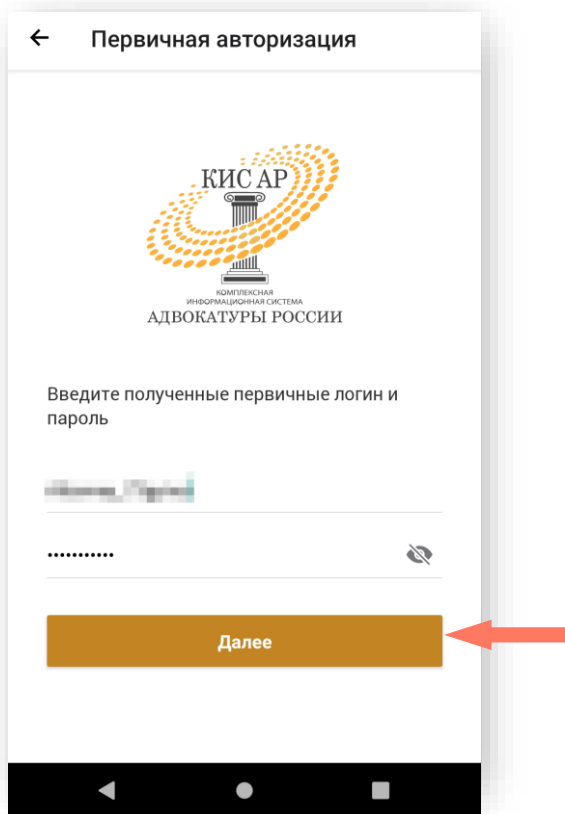 Первичная авторизация
КИС АР
КОМПЛЕКСНАЯ
ИНФОРМАЦИОННАЯ СИСТЕМА
АДВОКАТУРЫ РОССИИ
Введите полученные первичные логин и
пароль
•••••••••••
Далее